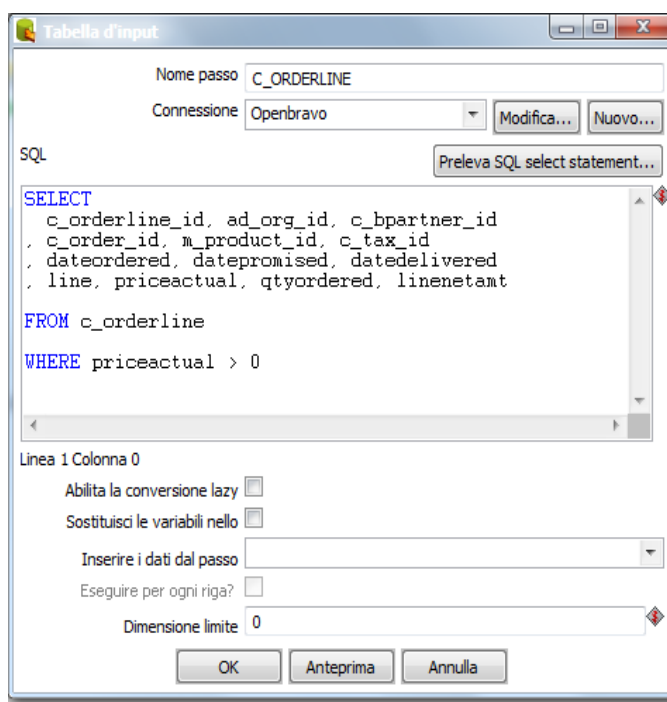 Tabella d'input
Nome passo C_ORDERLINE
Connessione Openbravo Modifica... Nuovo...
SQL Preleva SQL select statement...
SELECT
c_orderline_id, ad_org_id, c_bpartner_id
, c_order_id, m_product_id, c_tax_id
, dateordered, datepromised, datedelivered
, line, priceactual, qtyordered, linenetamt
FROM c_orderline
WHERE priceactual > 0
Linea 1 Colonna 0
Abilita la conversione lazy
Sostituisci le variabili nello
Inserire i dati dal passo
Eseguire per ogni riga?
Dimensione limite 0
OK Anteprima Annulla